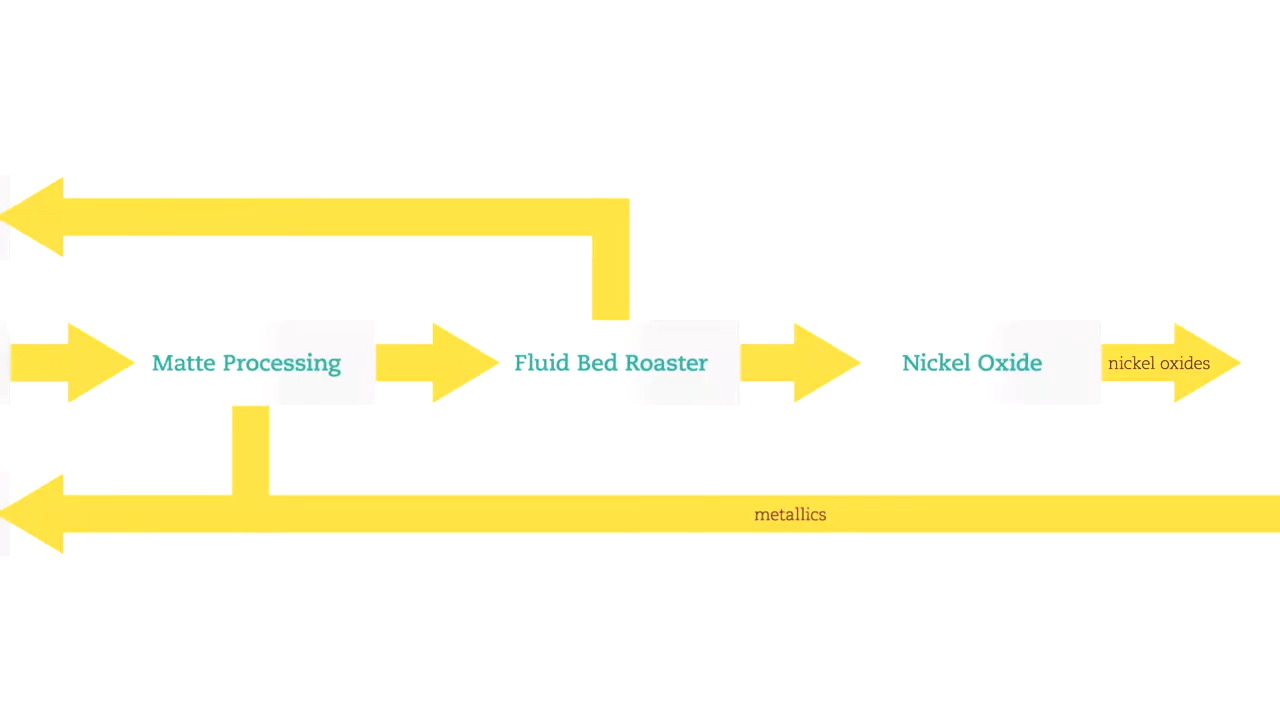 Matte Processing
Fluid Bed Roaster
Nickel Oxide
nickel oxides
metallics